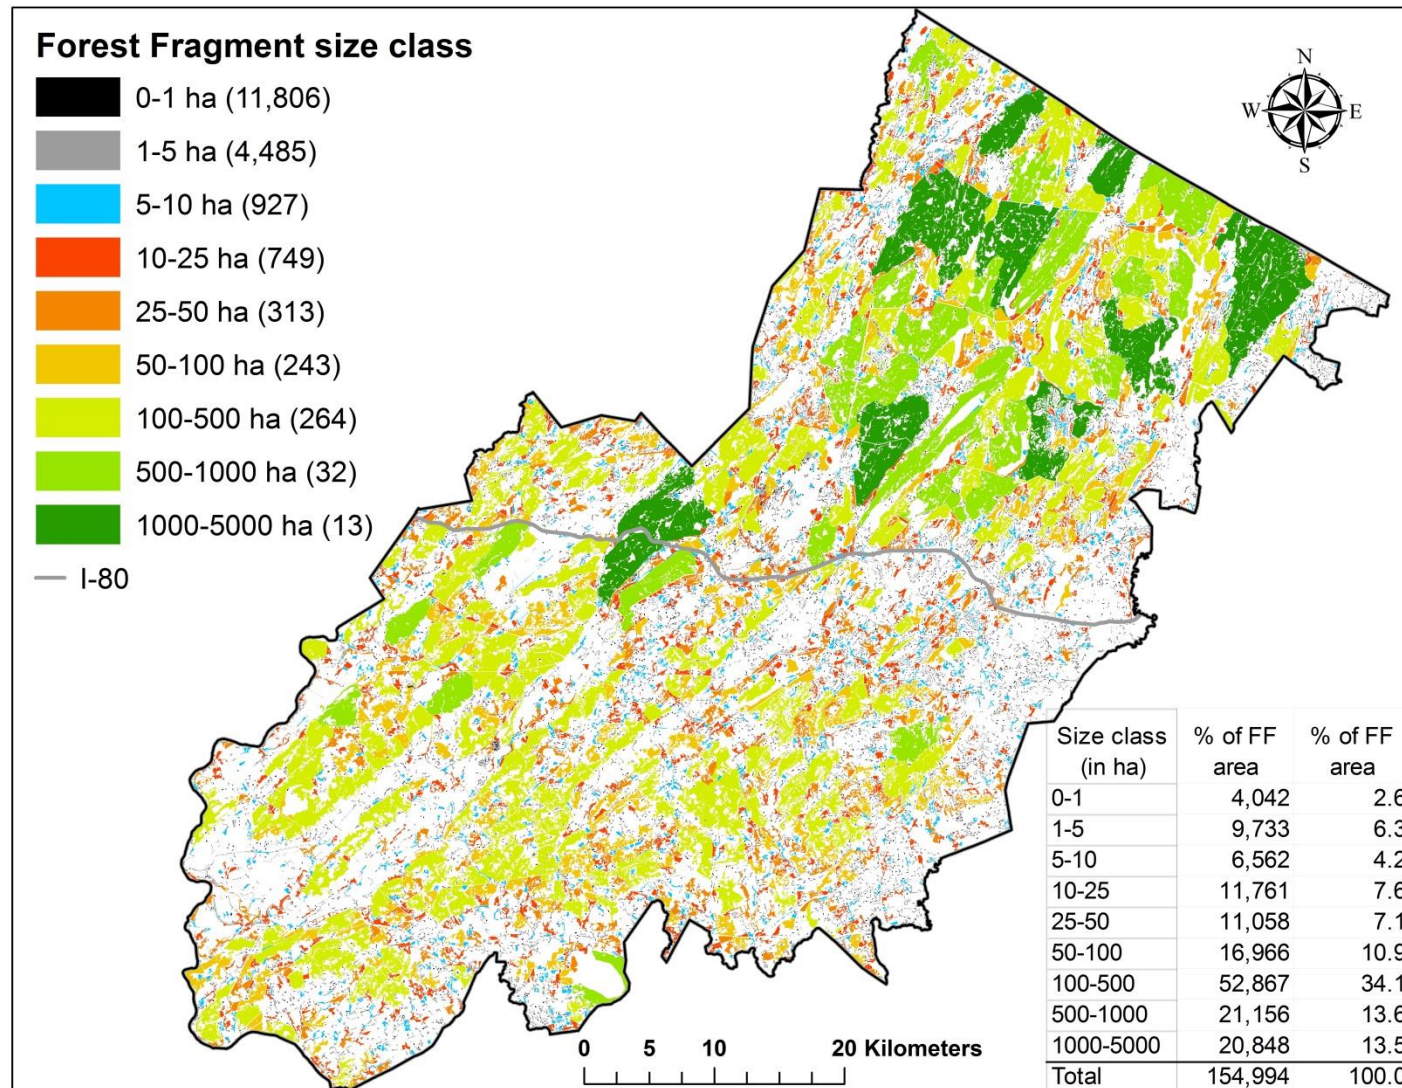 Forest Fragment size class
0-1 ha (11,806)
1-5 ha (4,485)
5-10 ha (927)
10-25 ha (749)
25-50 ha (313)
50-100 ha (243)
100-500 ha (264)
500-1000 ha (32)
1000-5000 ha (13)
I-80
N
W E
S
Size class % of FF % of FF
(in ha) area area
0-1 4,042 2.6
1-5 9,733 6.3
5-10 6,562 4.2
10-25 11,761 7.6
25-50 11,058 7.1
50-100 16,966 10.9
100-500 52,867 34.1
500-1000 21,156 13.6
1000-5000 20,848 13.5
Total 154,994 100.0
0 5 10 20 Kilometers